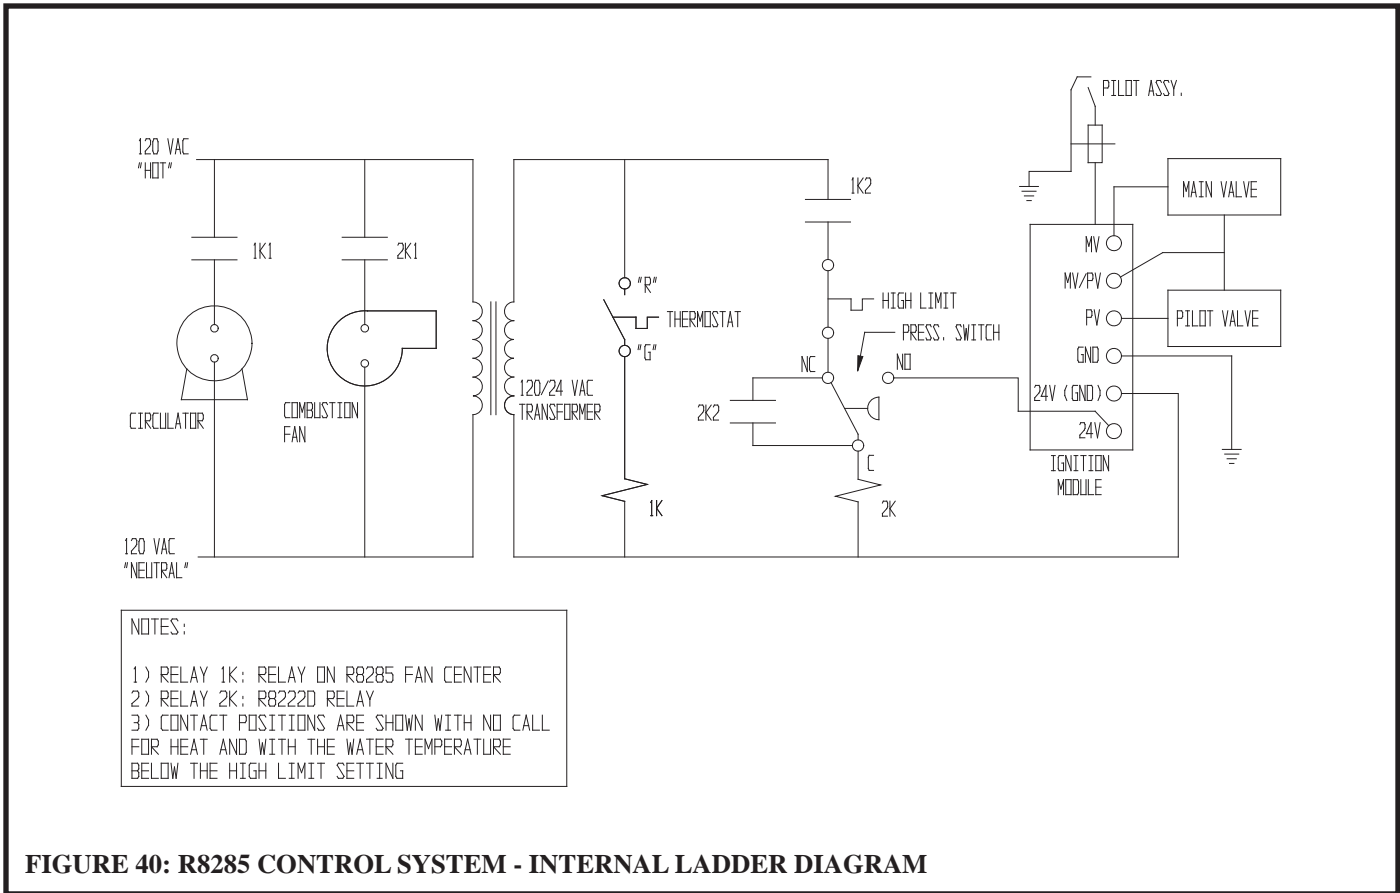 120 VAC
"HOT"
1K1
2K1
CIRCULATOR
COMBUSTION
FAN
120 VAC
"NEUTRAL"
120/24 VAC
TRANSFORMER
"R"
THERMOSTAT
"G"
1K
1K2
HIGH LIMIT
PRESS. SWITCH
NC
NO
2K2
C
2K
PILOT ASSY.
MV
MV/PV
PV
GND
24V (GND)
24V
IGNITION
MODULE
MAIN VALVE
PILOT VALVE
NOTES:
1) RELAY 1K: RELAY ON R8285 FAN CENTER
2) RELAY 2K: R8222D RELAY
3) CONTACT POSITIONS ARE SHOWN WITH NO CALL
FOR HEAT AND WITH THE WATER TEMPERATURE
BELOW THE HIGH LIMIT SETTING
FIGURE 40: R8285 CONTROL SYSTEM - INTERNAL LADDER DIAGRAM